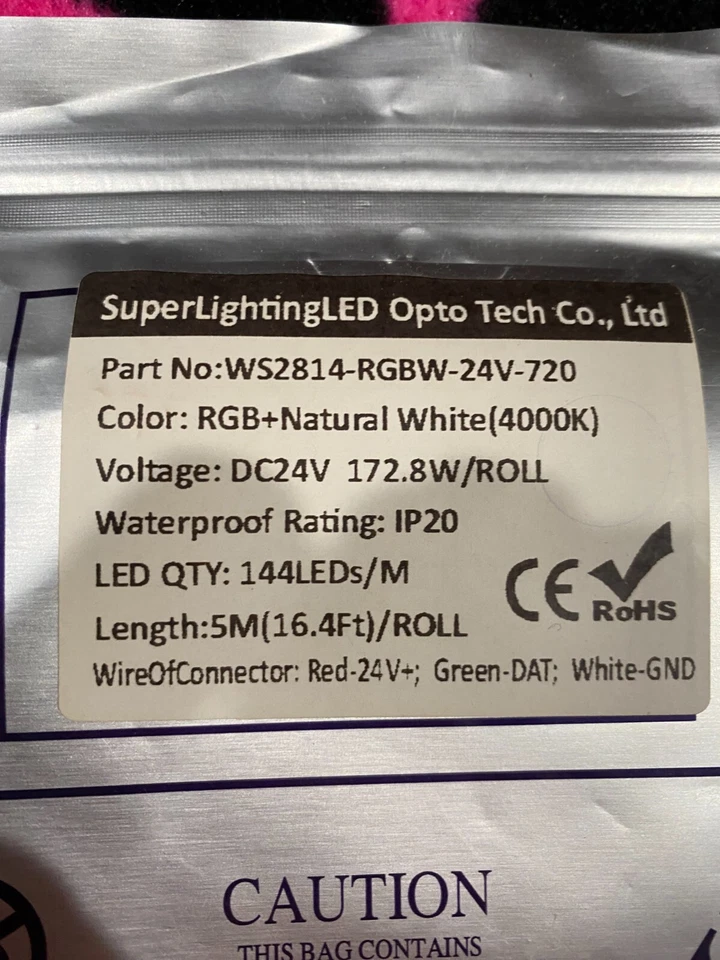 SuperLightingLED Opto Tech Co., Ltd
Part No:WS2814-RGBW-24V-720
Color: RGB+Natural White(4000K)
Voltage: DC24V 172.8W/ROLL
Waterproof Rating: IP20
LED QTY: 144LEDs/M
Length:5M(16.4Ft)/ROLL
CE RoHS
WireOfConnector: Red-24V+; Green-DAT; White-GND
CAUTION
THIS BAG CONTAINS